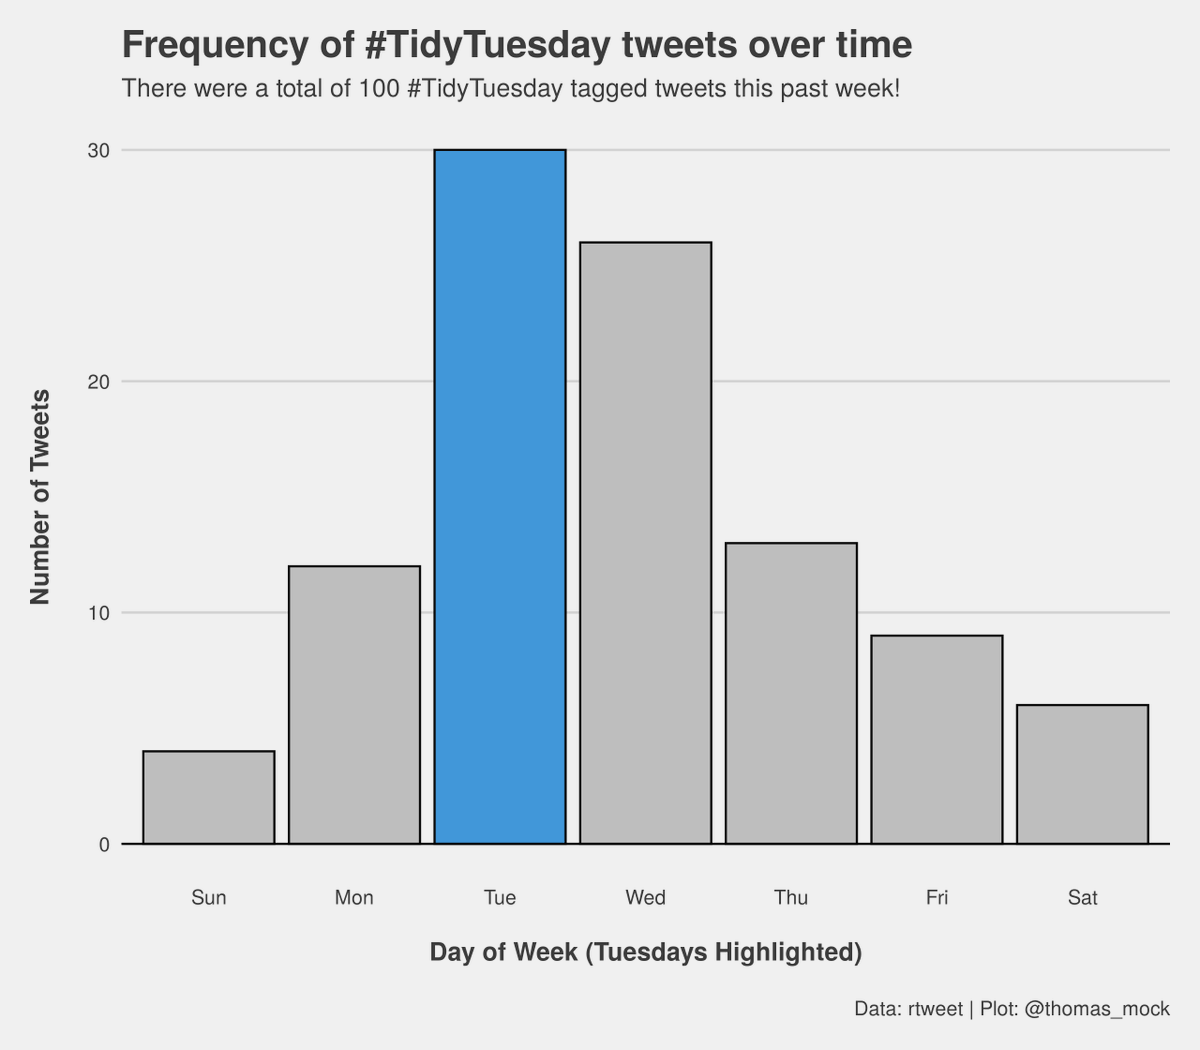 Frequency of #TidyTuesday tweets over time
There were a total of 100 #TidyTuesday tagged tweets this past week!
30
20
10
0
Number of Tweets
Sun Mon Tue Wed Thu Fri Sat
Day of Week (Tuesdays Highlighted)
Data: rtweet | Plot: @thomas_mock